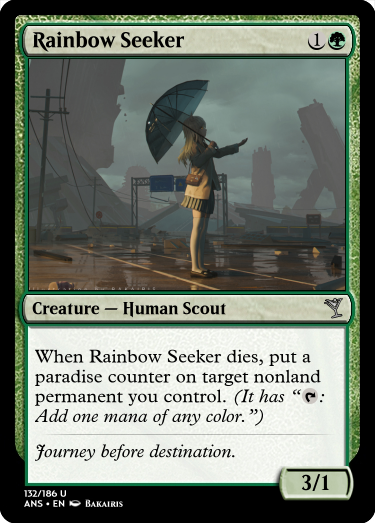 Rainbow Seeker 1
Creature — Human Scout
When Rainbow Seeker dies, put a
paradise counter on target nonland
permanent you control. (It has “:
Add one mana of any color.”)
Journey before destination.
3/1
132/186 U
ANS • EN Bakairis